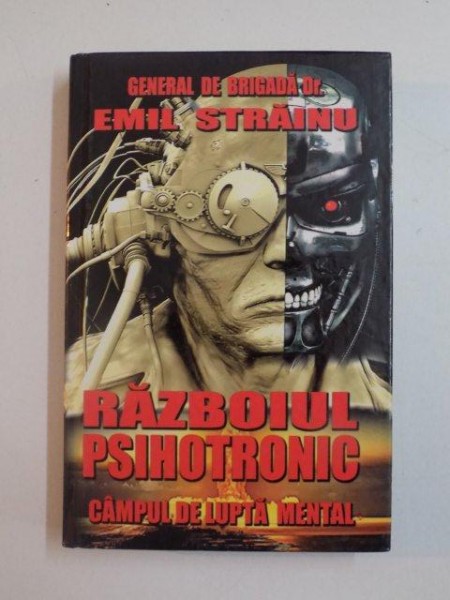 GENERAL DE BRIGADĂ Dr.
EMIL STRĂINU
RĂZBOIUL
PSIHOTRONIC
CÂMPUL DE LUPTĂ MENTAL